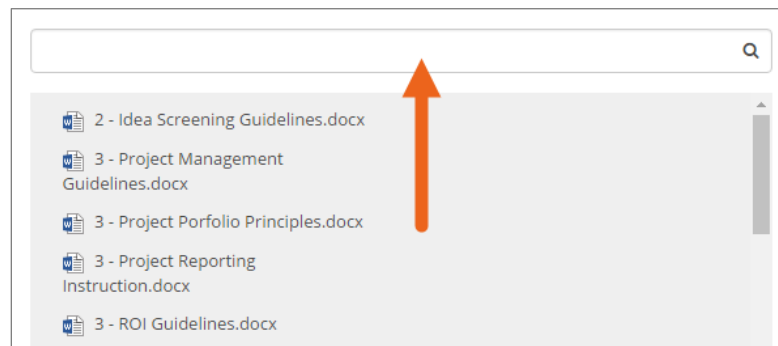 2 - Idea Screening Guidelines.docx
3 - Project Management
Guidelines.docx
3 - Project Porfolio Principles.docx
3 - Project Reporting
Instruction.docx
3 - ROI Guidelines.docx